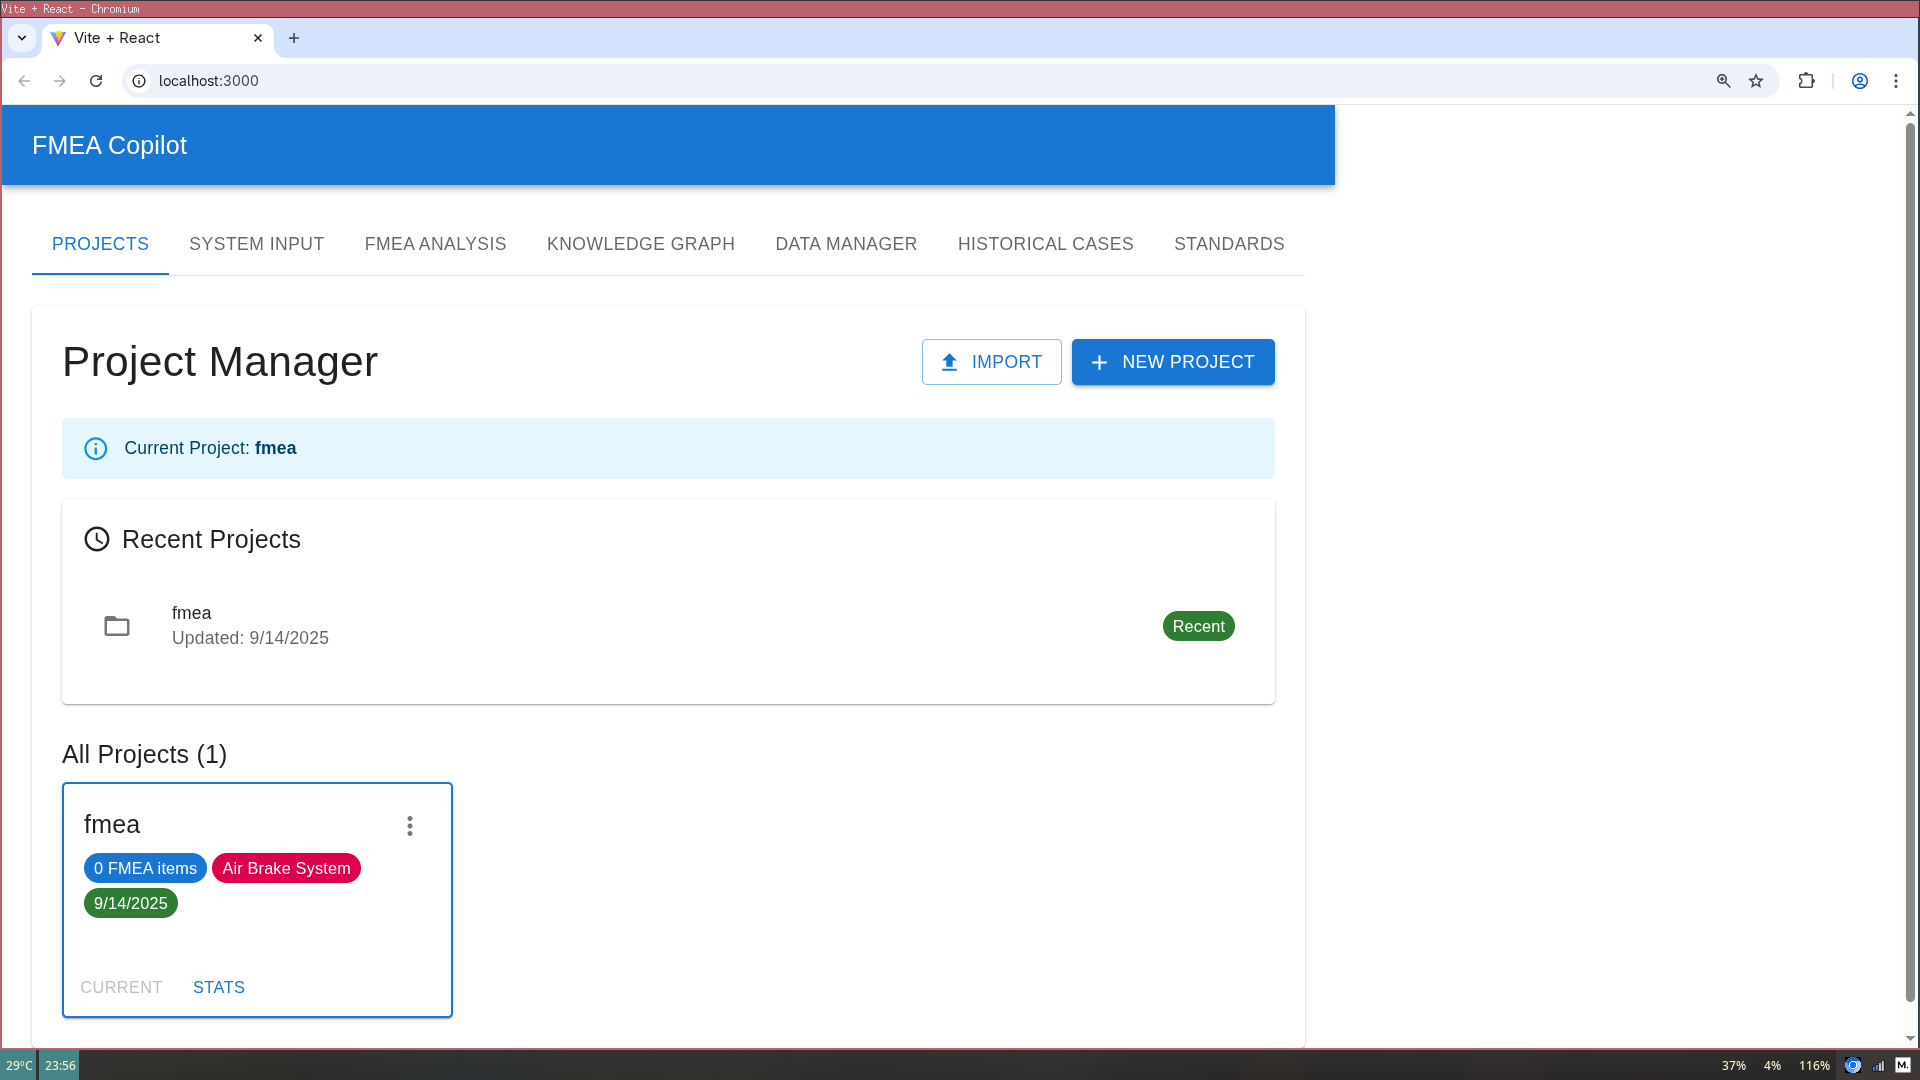 Vite + React - Chromium
Vite + React
localhost:3000
FMEA Copilot
PROJECTS SYSTEM INPUT FMEA ANALYSIS KNOWLEDGE GRAPH DATA MANAGER HISTORICAL CASES STANDARDS
Project Manager
IMPORT
NEW PROJECT
Current Project: fmea
Recent Projects
fmea
Updated: 9/14/2025
Recent
All Projects (1)
fmea
0 FMEA items
Air Brake System
9/14/2025
CURRENT
STATS
29°C 23:56
37% 4% 116% M.